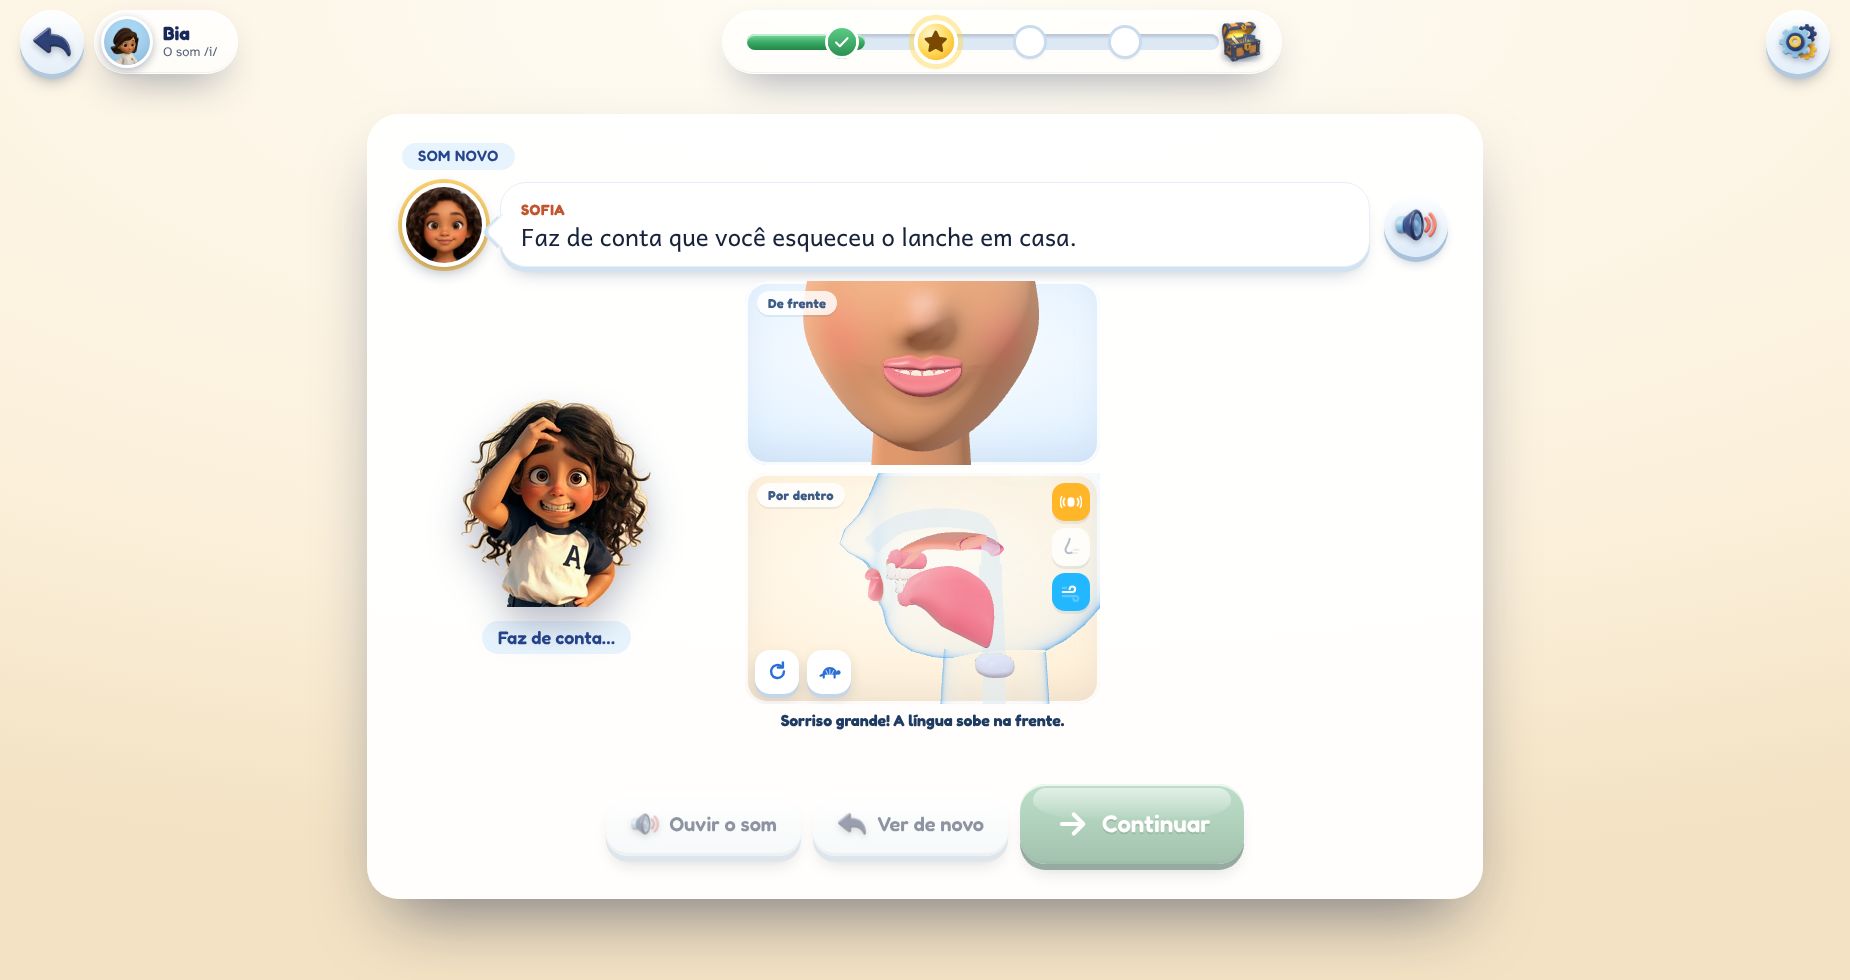 Bia
O som /i/
SOM NOVO
SOFIA
Faz de conta que você esqueceu o lanche em casa.
De frente
A
Faz de conta...
Por dentro
Sorriso grande! A língua sobe na frente.
Ouvir o som
Ver de novo
Continuar